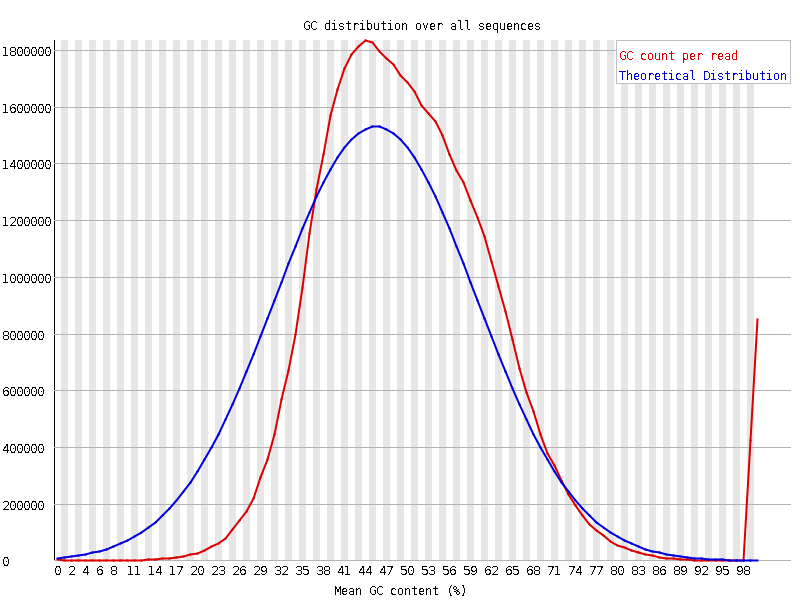 GC distribution over all sequences
GC count per read
Theoretical Distribution
1800000
1600000
1400000
1200000
1000000
800000
600000
400000
200000
0
0 2 4 6 8 11 14 17 20 23 26 29 32 35 38 41 44 47 50 53 56 59 62 65 68 71 74 77 80 83 86 89 92 95 98
Mean GC content (%)